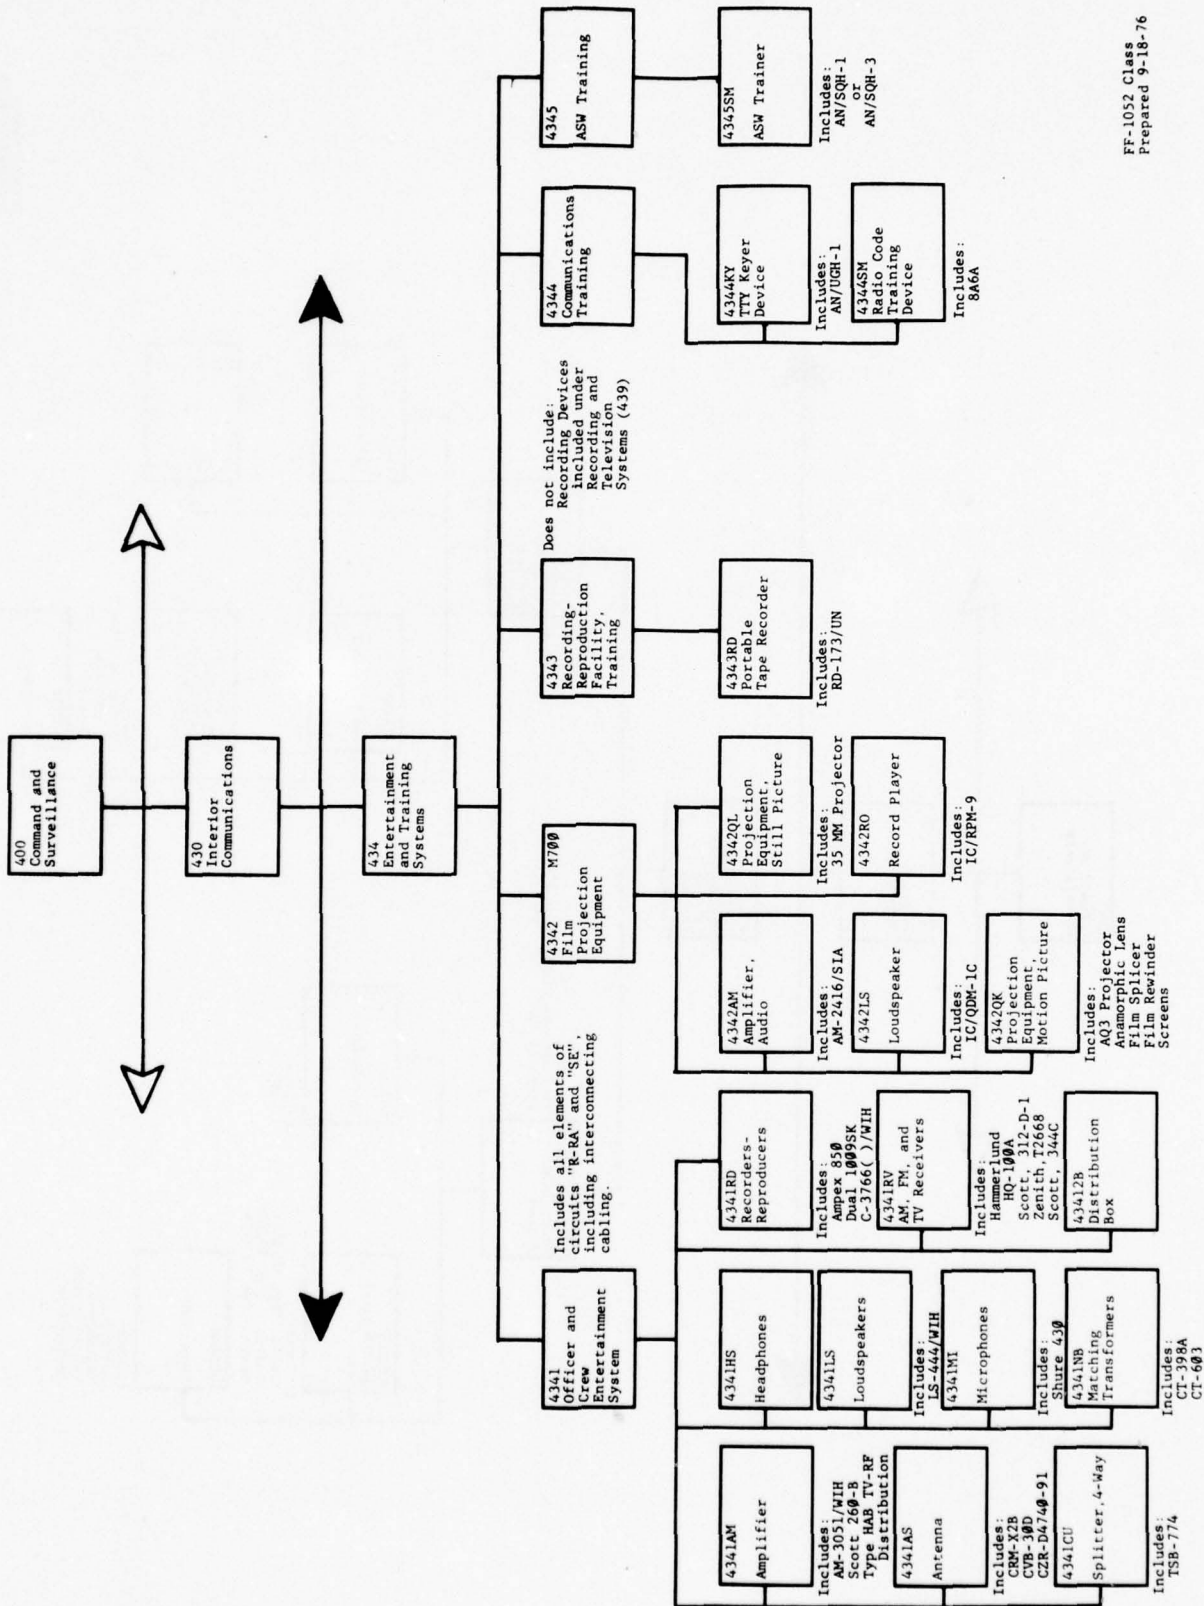 400
Command and
Surveillance
430
Interior
Communications
434
Entertainment
and Training
Systems
4341
Officer and
Crew
Entertainment
System
Includes all elements of
circuits "R-RA" and "SE",
including interconnecting
cabling.
4342 M700
Film
Projection
Equipment
4343
Recording-
Reproduction
Facility,
Training
Does not include:
Recording Devices
included under
Recording and
Television
Systems (439)
4344
Communications
Training
4345
ASW Training
4341AM
Amplifier
Includes:
AM-3051/WIH
Scott 260-B
Type HAB TV-RF
Distribution
4341AS
Antenna
Includes:
CRM-X2B
CVB-30D
CZR-D4740-91
4341CU
Splitter,4-Way
Includes:
TSB-774
4341HS
Headphones
4341LS
Loudspeakers
Includes:
LS-444/WIH
4341MI
Microphones
Includes:
Shure 430
4341NB
Matching
Transformers
Includes:
CT-398A
CT-603
4341RD
Recorders-
Reproducers
Includes:
Ampex 850
Dual 1009SK
C-3766( )/WIH
4341RV
AM, FM, and
TV Receivers
Includes:
Hammerlund
HQ-100A
Scott, 312-D-1
Zenith,T2668
Scott, 344C
43412B
Distribution
Box
4342AM
Amplifier,
Audio
Includes:
AM-2416/SIA
4342LS
Loudspeaker
Includes:
IC/QDM-1C
4342QK
Projection
Equipment,
Motion Picture
Includes:
AQ3 Projector
Anamorphic Lens
Film Splicer
Film Rewinder
Screens
4342QL
Projection
Equipment,
Still Picture
Includes:
35 MM Projector
4342RO
Record Player
Includes:
IC/RPM-9
4343RD
Portable
Tape Recorder
Includes:
RD-173/UN
4344KY
TTY Keyer
Device
Includes:
AN/UGH-1
4344SM
Radio Code
Training
Device
Includes:
8A6A
4345SM
ASW Trainer
Includes:
AN/SQH-1
or
AN/SQH-3
FF-1052 Class
Prepared 9-18-76